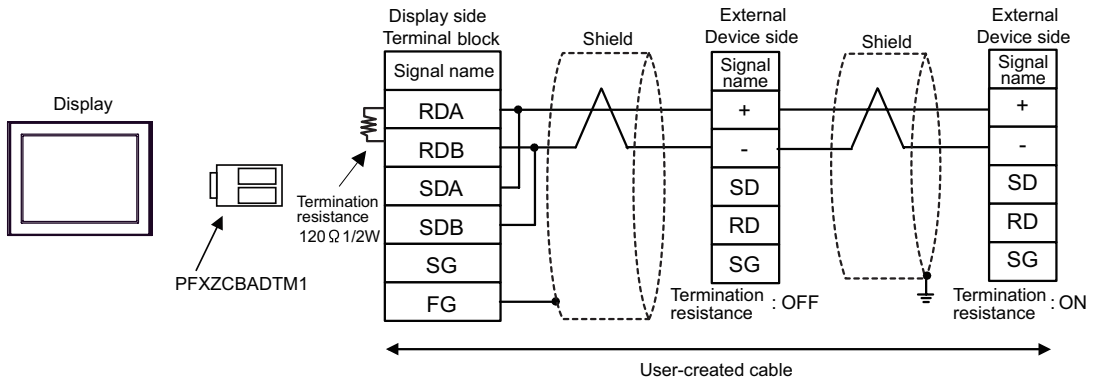 Display
PFXZCBADTM1
Termination
resistance
120Ω1/2W
Display side
Terminal block
Signal name
RDA
RDB
SDA
SDB
SG
FG
Shield
External
Device side
Signal
name
+
-
SD
RD
SG
Termination
resistance : OFF
Shield
External
Device side
Signal
name
+
-
SD
RD
SG
Termination
resistance : ON
User-created cable